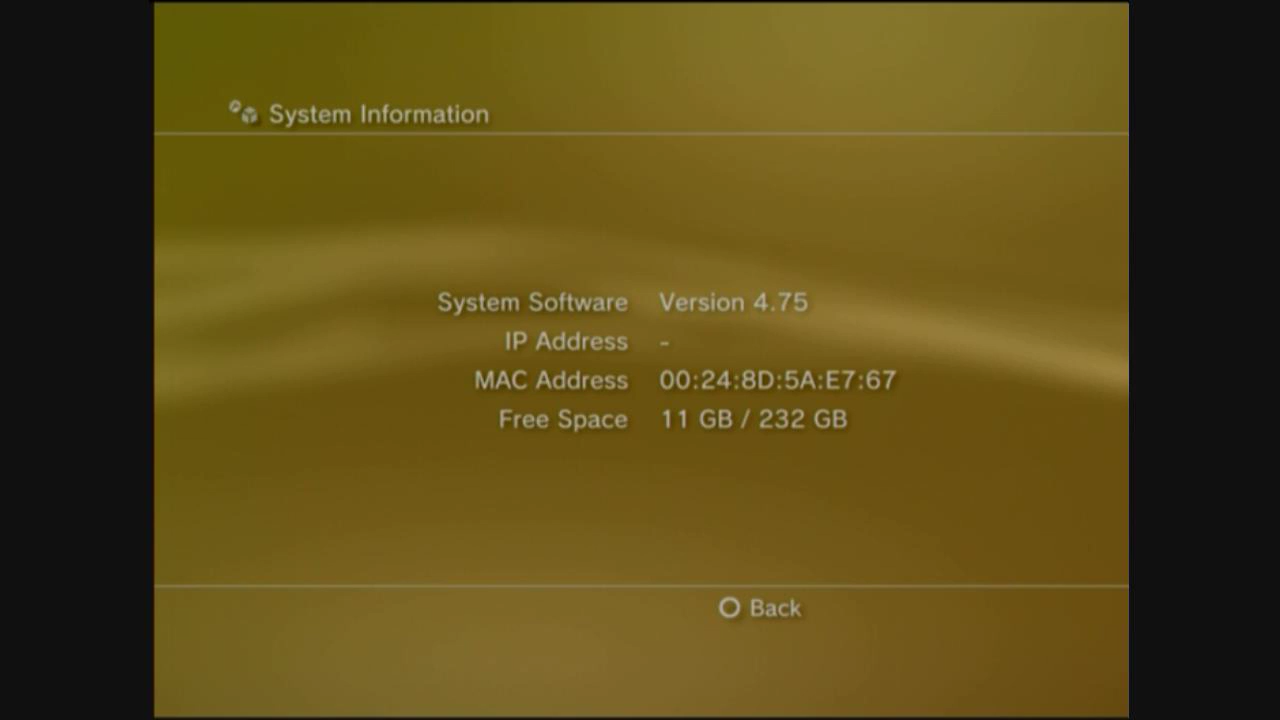 System Information
System Software Version 4.75
IP Address -
MAC Address 00:24:8D:5A:E7:67
Free Space 11 GB / 232 GB
Back